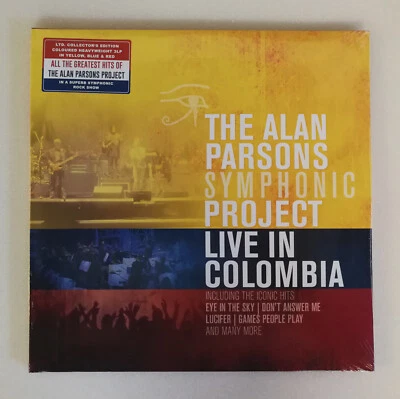 LTD. COLLECTOR'S EDITION
COLOURED HEAVYWEIGHT 3LP
IN YELLOW, BLUE & RED
ALL THE GREATEST HITS OF
THE ALAN PARSONS PROJECT
IN A SUPERB SYMPHONIC
ROCK SHOW
THE ALAN
PARSONS
SYMPHONIC
PROJECT
LIVE IN
COLOMBIA
INCLUDING THE ICONIC HITS
EYE IN THE SKY | DON'T ANSWER ME
LUCIFER | GAMES PEOPLE PLAY
AND MANY MORE